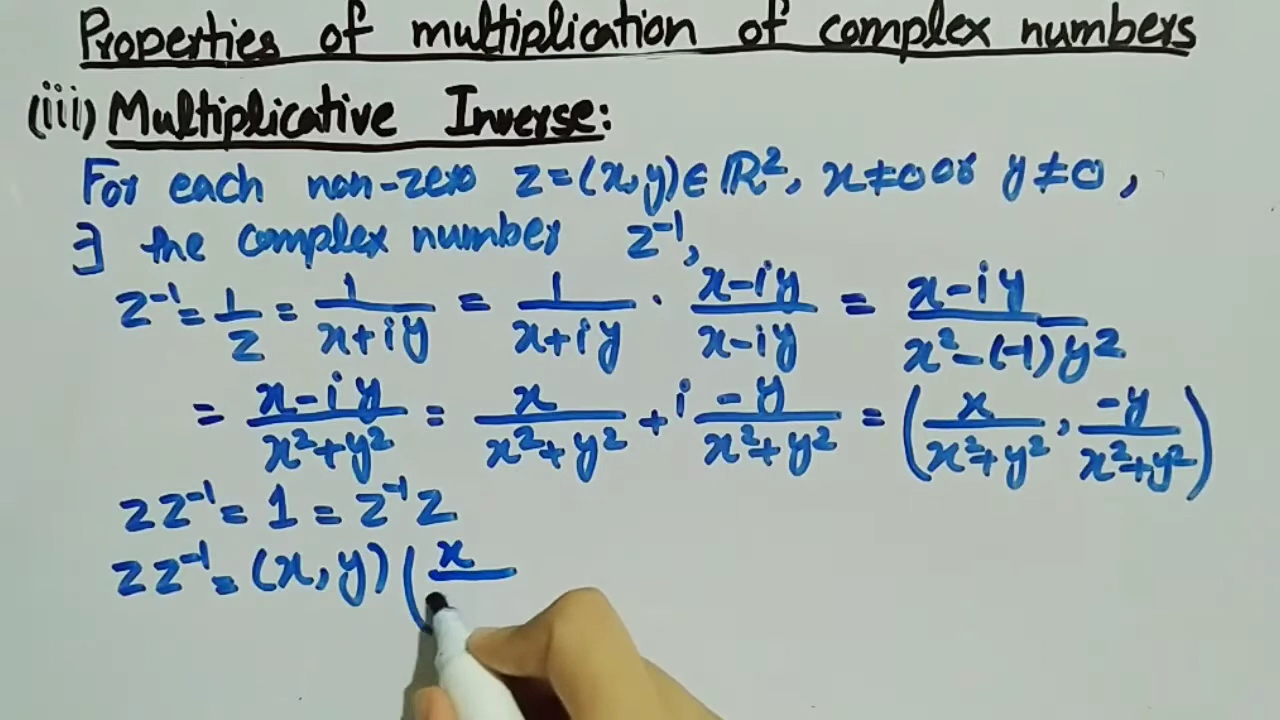 Properties of multiplication of complex numbers
(iii) Multiplicative Inverse:
For each non-zero z=(x,y)∈ℝ², x≠0 or y≠0,
∃ the complex number z⁻¹,
z⁻¹ = 1/z = 1/(x+iy) = 1/(x+iy) · (x-iy)/(x-iy) = (x-iy)/(x²-(-1)y²)
= (x-iy)/(x²+y²) = x/(x²+y²) + i -y/(x²+y²) = (x/(x²+y²), -y/(x²+y²))
zz⁻¹ = 1 = z⁻¹z
zz⁻¹ = (x,y)(x